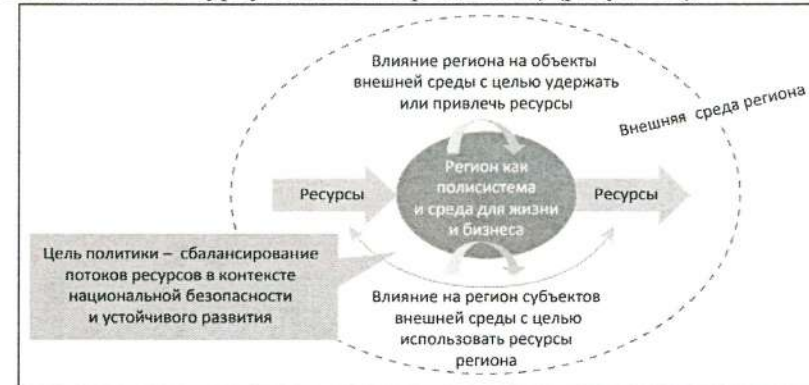 Влияние региона на объекты
внешней среды с целью удержать
или привлечь ресурсы
Внешняя среда региона
Ресурсы
Регион как
полисистема
и среда для жизни
и бизнеса
Ресурсы
Цель политики – сбалансирование
потоков ресурсов в контексте
национальной безопасности
и устойчивого развития
Влияние на регион субъектов
внешней среды с целью
использовать ресурсы
региона